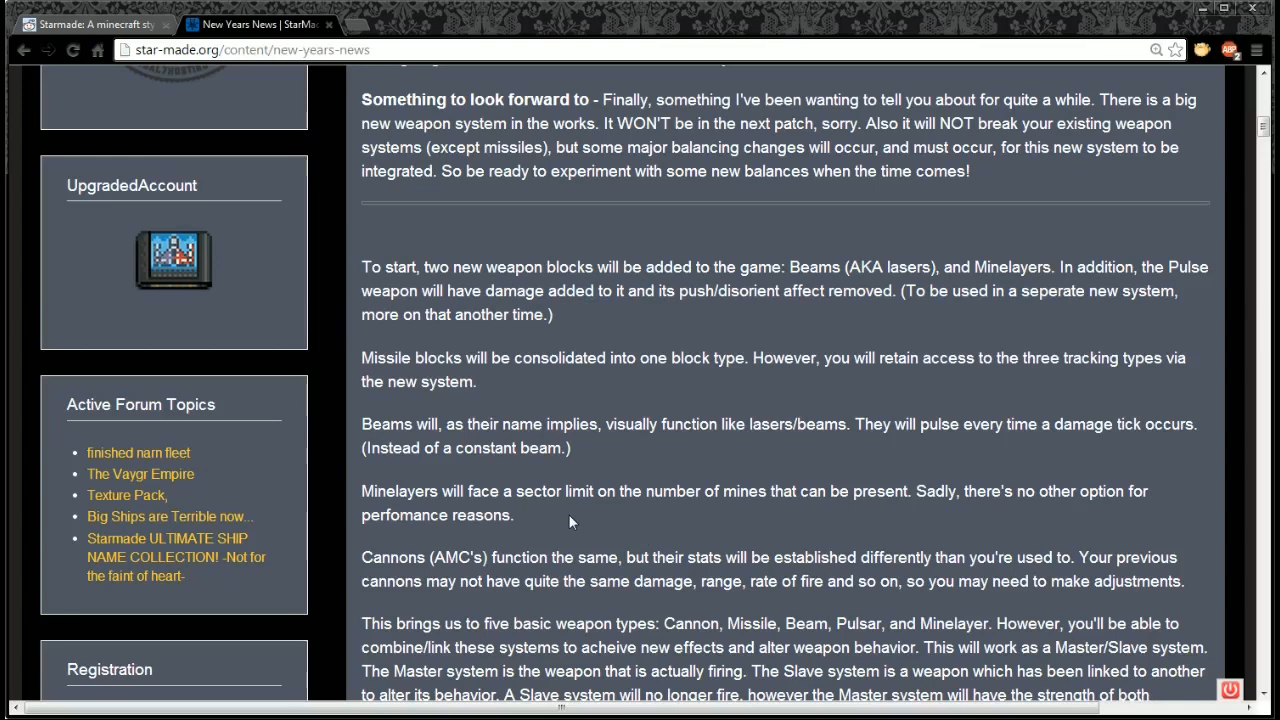 Starmade: A minecraft sty
New Years News | StarMac
star-made.org/content/new-years-news
ABP
2
Something to look forward to - Finally, something I've been wanting to tell you about for quite a while. There is a big
new weapon system in the works. It WON'T be in the next patch, sorry. Also it will NOT break your existing weapon
systems (except missiles), but some major balancing changes will occur, and must occur, for this new system to be
integrated. So be ready to experiment with some new balances when the time comes!
UpgradedAccount
To start, two new weapon blocks will be added to the game: Beams (AKA lasers), and Minelayers. In addition, the Pulse
weapon will have damage added to it and its push/disorient affect removed. (To be used in a seperate new system,
more on that another time.)
Missile blocks will be consolidated into one block type. However, you will retain access to the three tracking types via
the new system.
Active Forum Topics
finished narn fleet
The Vaygr Empire
Texture Pack,
Big Ships are Terrible now...
Starmade ULTIMATE SHIP
NAME COLLECTION! -Not for
the faint of heart-
Beams will, as their name implies, visually function like lasers/beams. They will pulse every time a damage tick occurs.
(Instead of a constant beam.)
Minelayers will face a sector limit on the number of mines that can be present. Sadly, there's no other option for
perfomance reasons.
Cannons (AMC's) function the same, but their stats will be established differently than you're used to. Your previous
cannons may not have quite the same damage, range, rate of fire and so on, so you may need to make adjustments.
This brings us to five basic weapon types: Cannon, Missile, Beam, Pulsar, and Minelayer. However, you'll be able to
combine/link these systems to acheive new effects and alter weapon behavior. This will work as a Master/Slave system.
The Master system is the weapon that is actually firing. The Slave system is a weapon which has been linked to another
to alter its behavior. A Slave system will no longer fire, however the Master system will have the strength of both
Registration